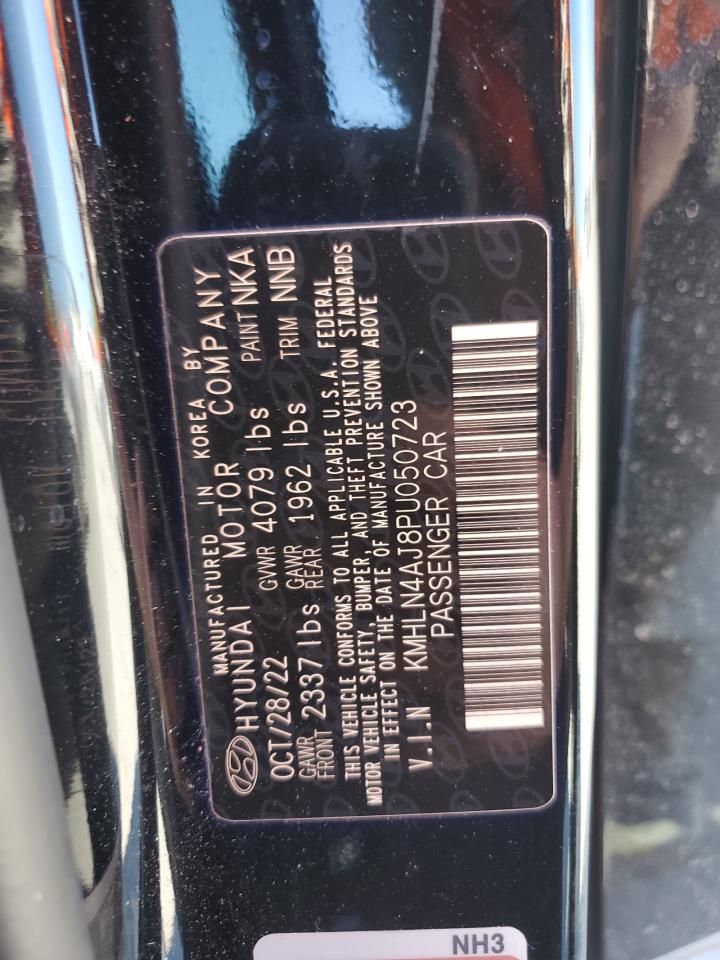 MANUFACTURED IN KOREA BY
HYUNDAI MOTOR COMPANY
OCT/28/22 GVWR 4079 lbs PAINT NKA
GAWR FRONT 2337 lbs GAWR REAR 1962 lbs TRIM NNB
THIS VEHICLE CONFORMS TO ALL APPLICABLE U.S.A. FEDERAL
MOTOR VEHICLE SAFETY, BUMPER, AND THEFT PREVENTION STANDARDS
IN EFFECT ON THE DATE OF MANUFACTURE SHOWN ABOVE
V.I.N KMHLN4AJ8PU050723
PASSENGER CAR
NH3